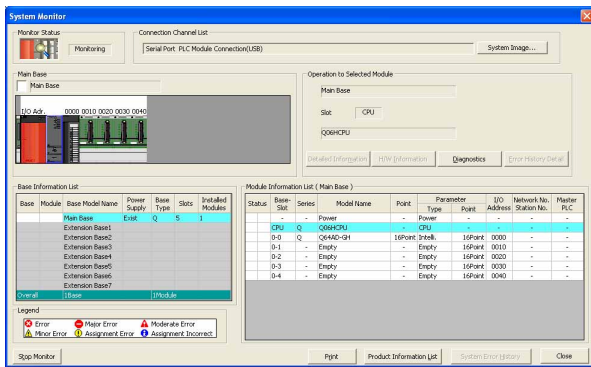 System Monitor
Monitor Status
Monitoring
Connection Channel List
Serial Port PLC Module Connection(USB)
System Image...
Main Base
Main Base
I/O Adr. 0000 0010 0020 0030 0040
Operation to Selected Module
Main Base
Slot CPU
Q06HCPU
Detailed Information H/W Information Diagnostics Error History Detail
Base Information List
Base Module Base Model Name Power Supply Base Type Slots Installed Modules
Main Base Exist Q 5 1
Extension Base1
Extension Base2
Extension Base3
Extension Base4
Extension Base5
Extension Base6
Extension Base7
Overall 1Base 1Module
Module Information List ( Main Base )
Status Base-Slot Series Model Name Point Parameter Type Point I/O Address Network No. Station No. Master PLC
- - Power - Power - - - -
CPU Q Q06HCPU - CPU - - - -
0-0 Q Q64AD-GH 16Point Intelli. 16Point 0000 - -
0-1 - Empty - Empty 16Point 0010 - -
0-2 - Empty - Empty 16Point 0020 - -
0-3 - Empty - Empty 16Point 0030 - -
0-4 - Empty - Empty 16Point 0040 - -
Legend
Error Major Error Moderate Error
Minor Error Assignment Error Assignment Incorrect
Stop Monitor Print Product Information List System Error History Close